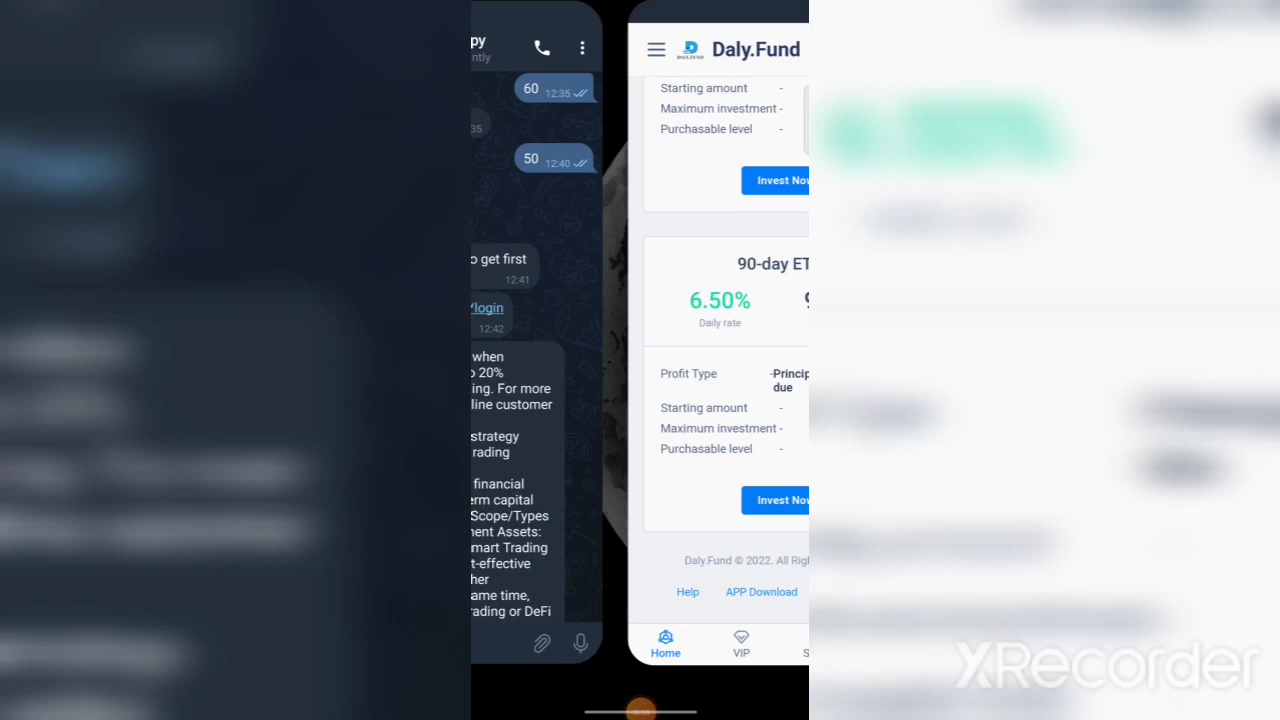 py
ntly
60 12:35
35
50 12:40
o get first
12:41
/login
12:42
when
o 20%
ing. For more
line customer
strategy
rading
financial
erm capital
Scope/Types
nent Assets:
mart Trading
t-effective
her
ame time,
rading or DeFi
Daly.Fund
Starting amount -
Maximum investment -
Purchasable level -
Invest Now
90-day ET
6.50%
Daily rate
Profit Type -Princip
due
Starting amount -
Maximum investment -
Purchasable level -
Invest Now
Daly.Fund © 2022. All Righ
Help APP Download
Home VIP S
XRecorder